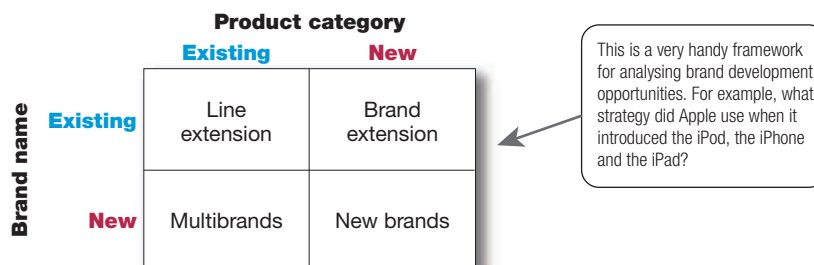 Product category
Existing New
Brand name
Existing
Line
extension
Brand
extension
New
Multibrands
New brands
This is a very handy framework
for analysing brand development
opportunities. For example, what
strategy did Apple use when it
introduced the iPod, the iPhone
and the iPad?